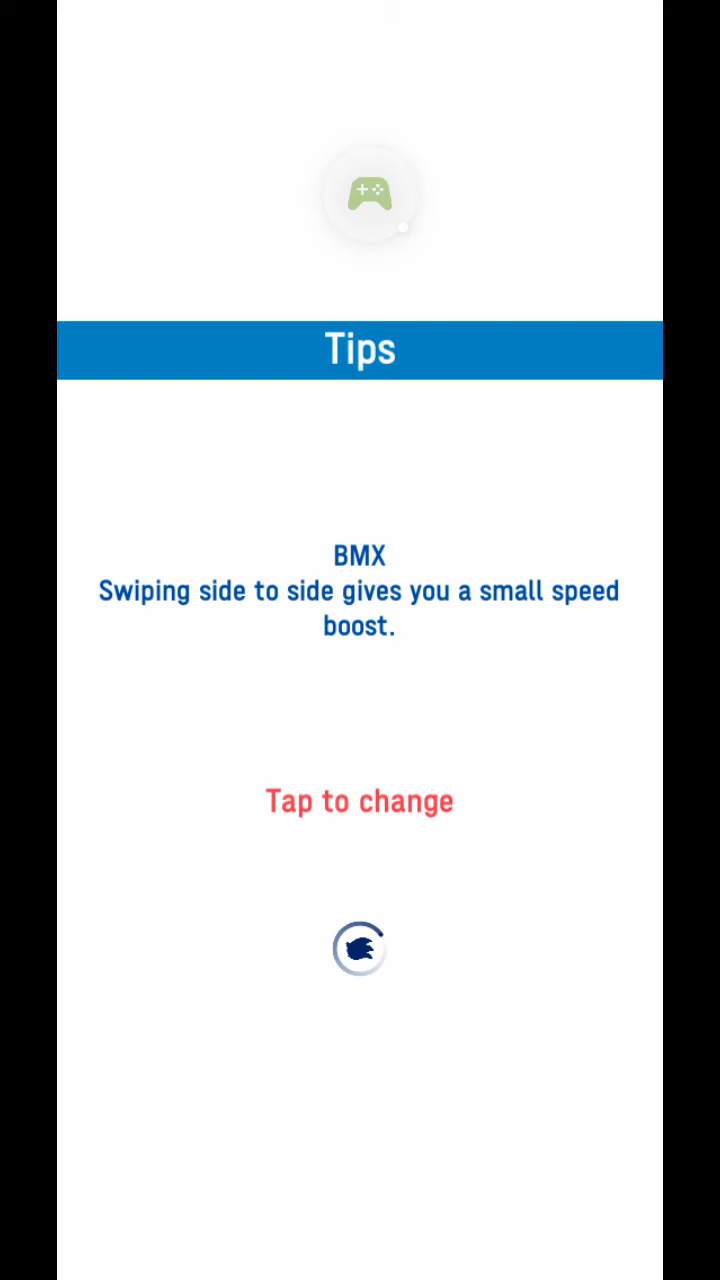 Tips
BMX
Swiping side to side gives you a small speed
boost.
Tap to change